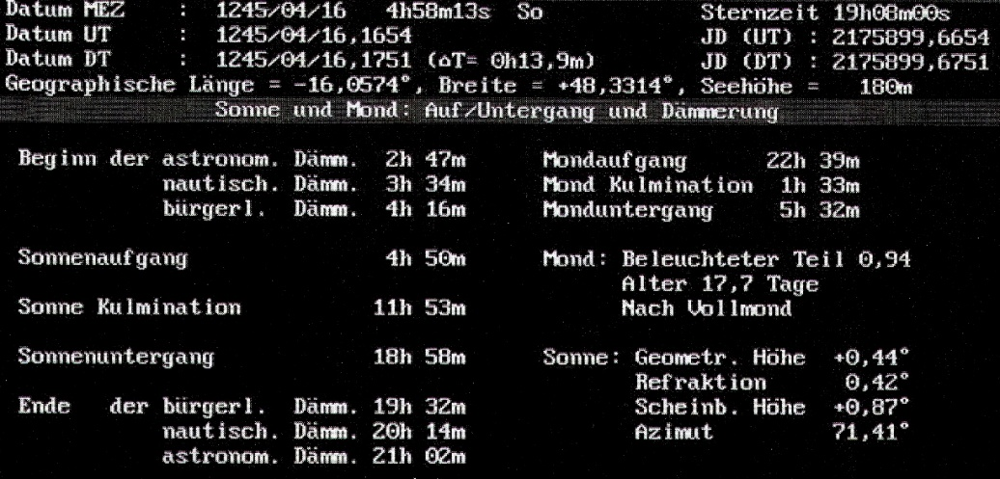 Datum MEZ : 1245/04/16 4h58m13s So Sternzeit 19h08m00s
Datum UT : 1245/04/16,1654 JD (UT) : 2175899,6654
Datum DT : 1245/04/16,1751 (ΔT= 0h13,9m) JD (DT) : 2175899,6751
Geographische Länge = -16,0574°, Breite = +48,3314°, Seehöhe = 180m
Sonne und Mond: Auf/Untergang und Dämmerung
Beginn der astronom. Dämm. 2h 47m Mondaufgang 22h 39m
nautisch. Dämm. 3h 34m Mond Kulmination 1h 33m
bürgerl. Dämm. 4h 16m Monduntergang 5h 32m
Sonnenaufgang 4h 50m Mond: Beleuchteter Teil 0,94
Alter 17,7 Tage
Sonne Kulmination 11h 53m Nach Vollmond
Sonnenuntergang 18h 58m Sonne: Geometr. Höhe +0,44°
Refraktion 0,42°
Ende der bürgerl. Dämm. 19h 32m Scheinb. Höhe +0,87°
nautisch. Dämm. 20h 14m Azimut 71,41°
astronom. Dämm. 21h 02m